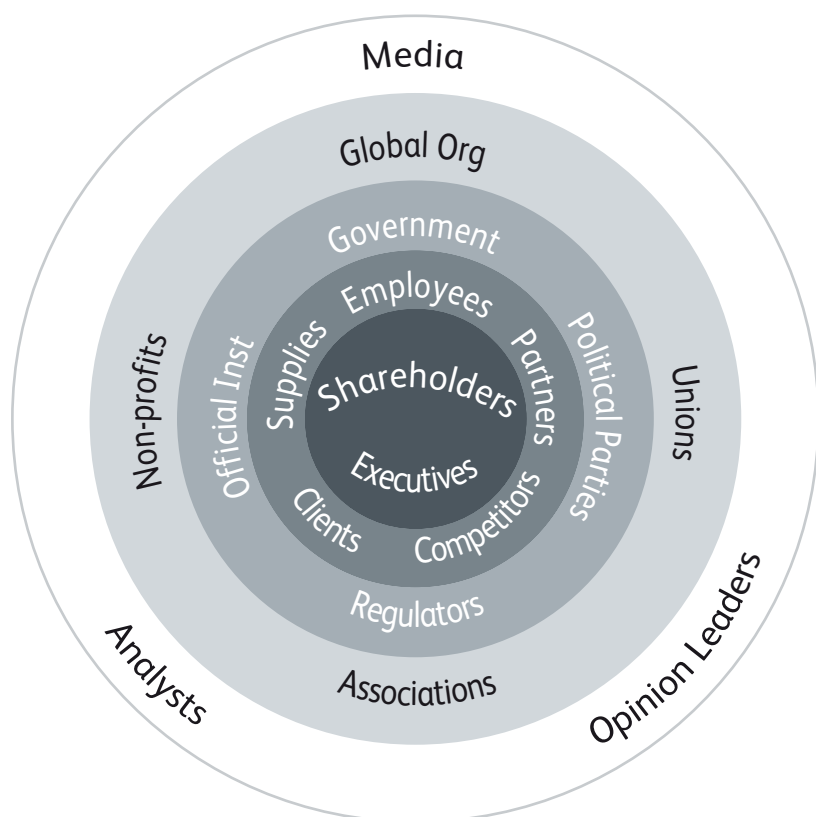 Media
Global Org
Government
Employees
Supplies
Partners
Political Parties
Official Inst
Non-profits
Unions
Shareholders
Executives
Clients
Competitors
Regulators
Associations
Analysts
Opinion Leaders